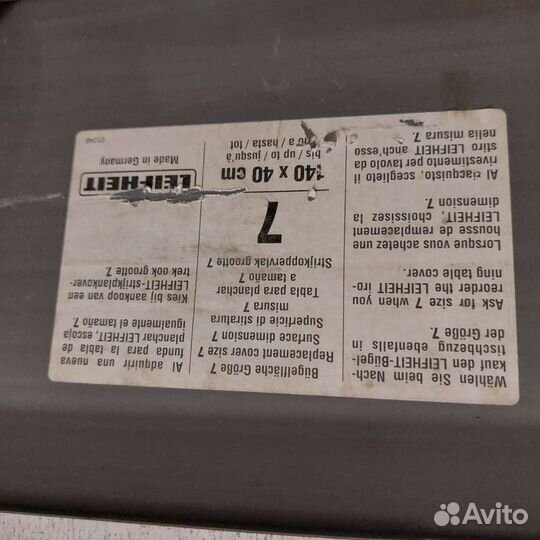 Wählen Sie beim Nach-
kauf den LEIFHEIT-Bügel-
tischbezug ebenfalls in
der Größe 7.
Ask for size 7 when you
reorder the LEIFHEIT iro-
ning table cover.
Lorsque vous achetez une
housse de remplacement
LEIFHEIT, choisissez la
dimension 7.
Al riacquisto, scegliete il
rivestimento per tavolo da
stiro LEIFHEIT anch'esso
nella misura 7.
Bügelfläche Größe 7
Replacement cover size 7
Surface dimension 7
Superficie di stiratura
misura 7
Tabla para planchar
a tamaño 7
Strijkoppervlak grootte 7
7
140 x 40 cm
bis / up to / jusqu'à
a / hasta / tot
Al adquirir una nueva
funda para la tabla de
planchar LEIFHEIT, escoja
igualmente el tamaño 7.
Kies bij aankoop van een
LEIFHEIT-strijkplankover-
trek ook grootte 7.
LEIFHEIT
Made in Germany
01248
Avito